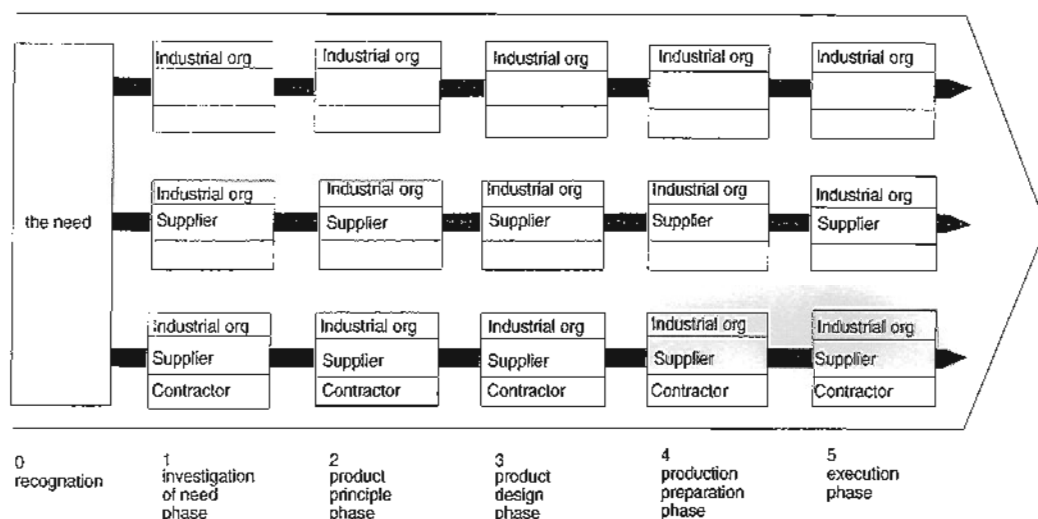 Industrial org
Industrial org
Industrial org
Industrial org
Industrial org
the need
Industrial org
Supplier
Industrial org
Supplier
Industrial org
Supplier
Industrial org
Supplier
Industrial org
Supplier
Industrial org
Supplier
Contractor
Industrial org
Supplier
Contractor
Industrial org
Supplier
Contractor
Industrial org
Supplier
Contractor
Industrial org
Supplier
Contractor
0
recognation
1
investigation
of need
phase
2
product
principle
phase
3
product
design
phase
4
production
preparation
phase
5
execution
phase